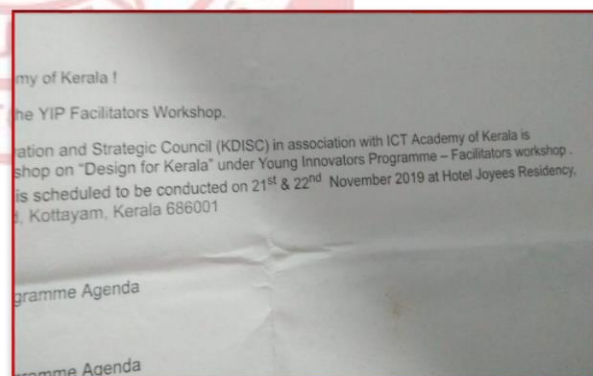 my of Kerala !
he YIP Facilitators Workshop.
ation and Strategic Council (KDISC) in association with ICT Academy of Kerala is
shop on "Design for Kerala" under Young Innovators Programme – Facilitators workshop .
is scheduled to be conducted on 21st & 22nd November 2019 at Hotel Joyees Residency,
Kottayam, Kerala 686001
gramme Agenda
ramme Agenda